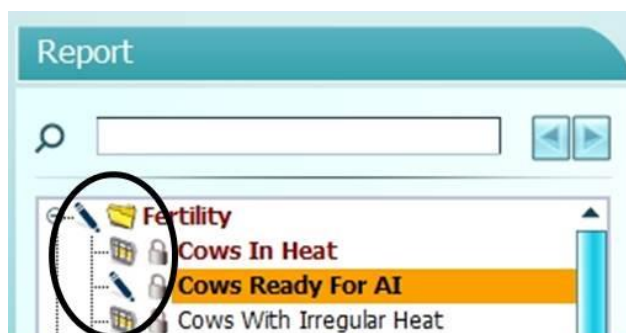 Report
Fertility
Cows In Heat
Cows Ready For AI
Cows With Irregular Heat